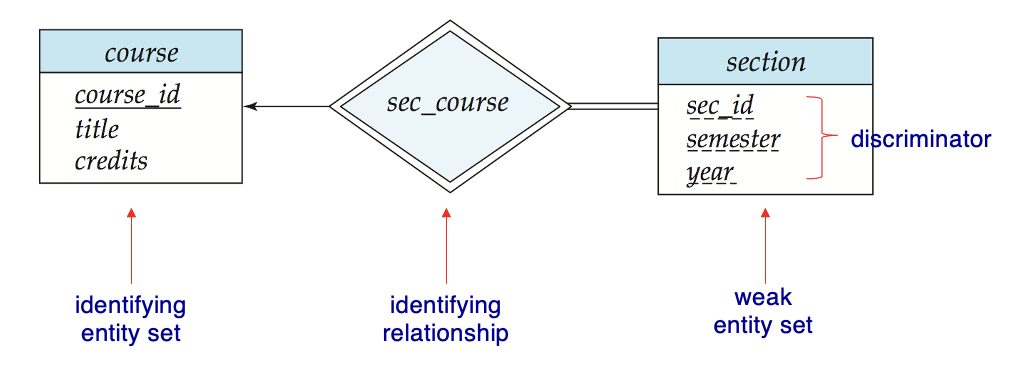 course
course_id
title
credits
sec_course
section
sec_id
semester
year
discriminator
identifying
entity set
identifying
relationship
weak
entity set